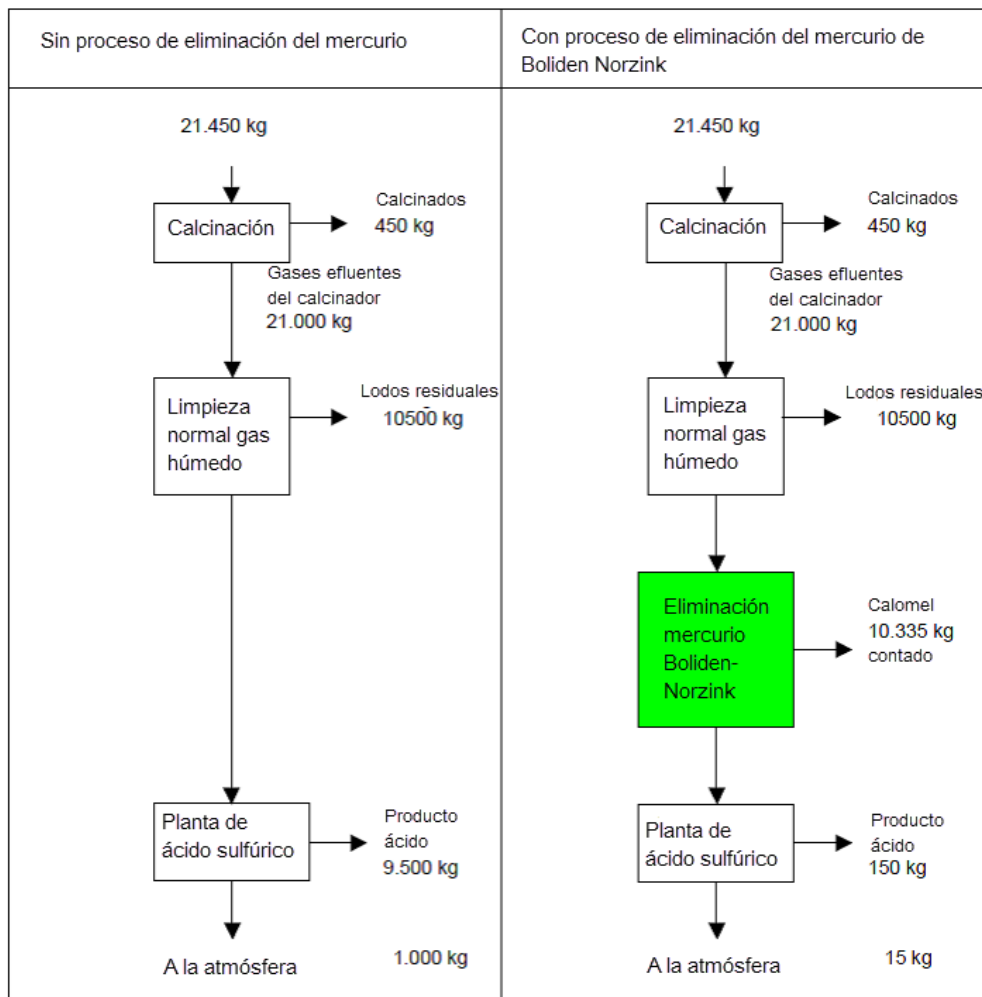 Sin proceso de eliminación del mercurio
21.450 kg
Calcinación
Calcinados
450 kg
Gases efluentes
del calcinador
21.000 kg
Limpieza
normal gas
húmedo
Lodos residuales
10500 kg
Planta de
ácido sulfúrico
Producto
ácido
9.500 kg
A la atmósfera
1.000 kg
Con proceso de eliminación del mercurio de
Boliden Norzink
21.450 kg
Calcinación
Calcinados
450 kg
Gases efluentes
del calcinador
21.000 kg
Limpieza
normal gas
húmedo
Lodos residuales
10500 kg
Eliminación
mercurio
Boliden-
Norzink
Calomel
10.335 kg
contado
Planta de
ácido sulfúrico
Producto
ácido
150 kg
A la atmósfera
15 kg